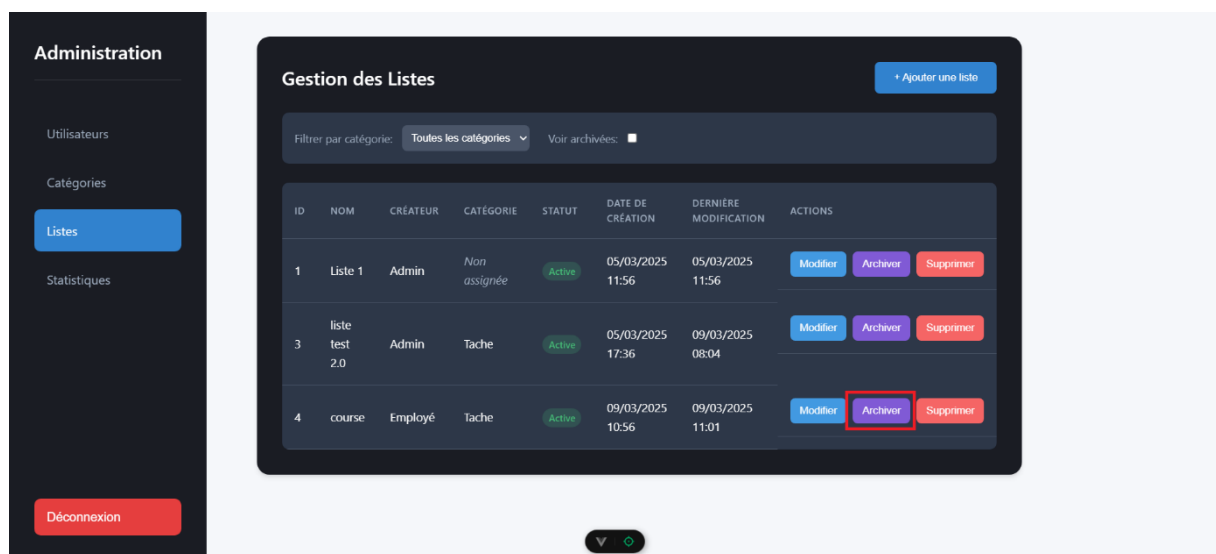 Administration
Utilisateurs
Catégories
Listes
Statistiques
Déconnexion
Gestion des Listes
+ Ajouter une liste
Filtrer par catégorie: Toutes les catégories Voir archivées:
ID NOM CRÉATEUR CATÉGORIE STATUT DATE DE CRÉATION DERNIÈRE MODIFICATION ACTIONS
1 Liste 1 Admin Non assignée Active 05/03/2025 11:56 05/03/2025 11:56 Modifier Archiver Supprimer
3 liste test 2.0 Admin Tache Active 05/03/2025 17:36 09/03/2025 08:04 Modifier Archiver Supprimer
4 course Employé Tache Active 09/03/2025 10:56 09/03/2025 11:01 Modifier Archiver Supprimer